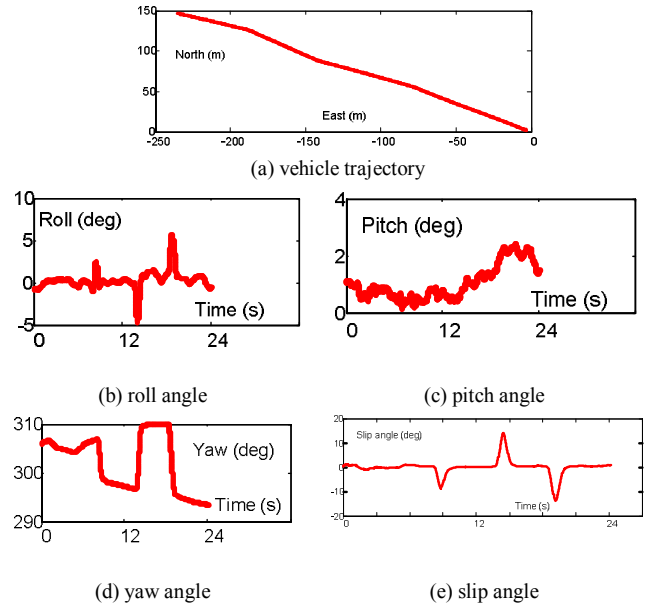 150
North (m)
100
50
East (m)
0
-250 -200 -150 -100 -50 0
(a) vehicle trajectory
10
Roll (deg)
5
0
Time (s)
-5
0 12 24
(b) roll angle
4
Pitch (deg)
2
Time (s)
0
0 12 24
(c) pitch angle
310
Yaw (deg)
305
300
Time (s)
290
0 12 24
(d) yaw angle
20
Slip angle (deg)
10
0
-10
Time (s)
-20
0 12 24
(e) slip angle